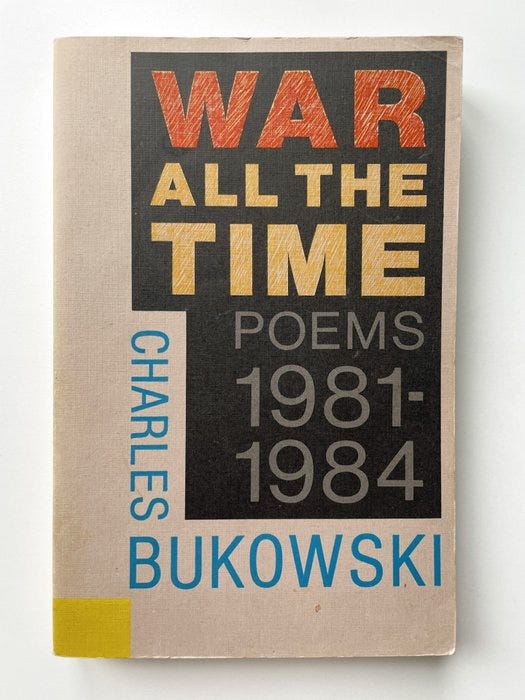 WAR
ALL THE
TIME
POEMS
1981-
1984
CHARLES
BUKOWSKI